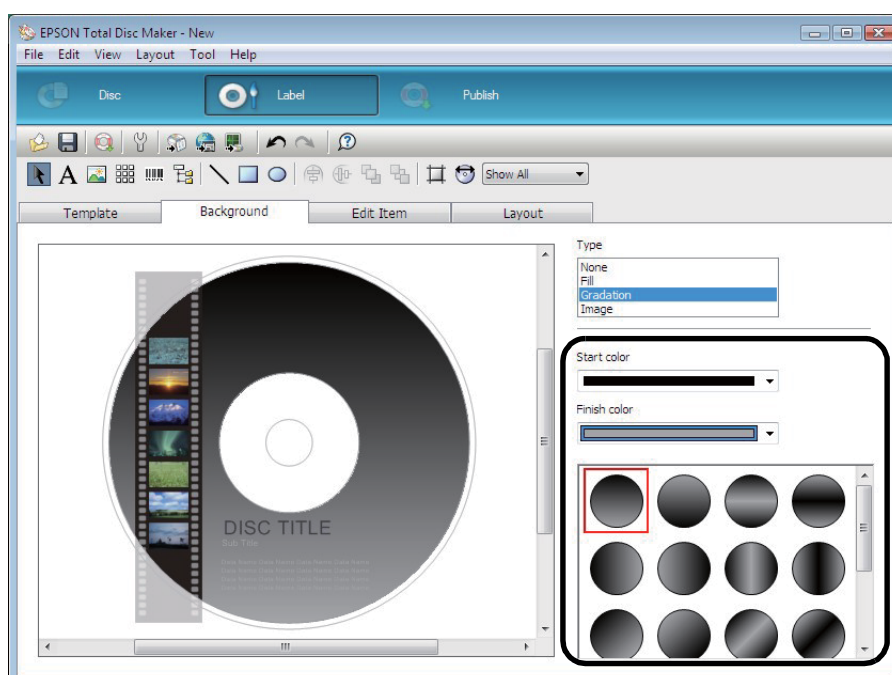 EPSON Total Disc Maker - New
File Edit View Layout Tool Help
Disc Label Publish
A Show All
Template Background Edit Item Layout
Type
None
Fill
Gradation
Image
Start color
Finish color
DISC TITLE
Sub Title